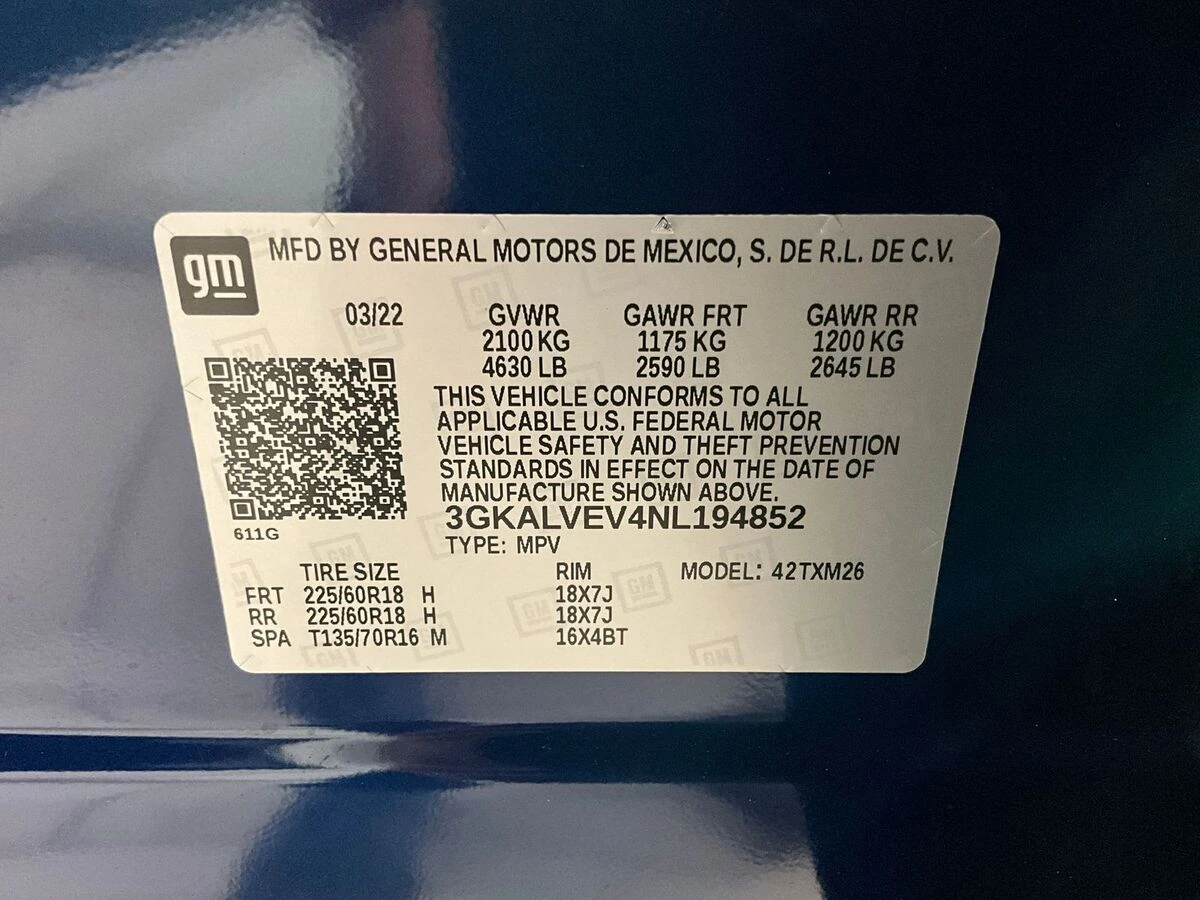 gm MFD BY GENERAL MOTORS DE MEXICO, S. DE R.L. DE C.V.
03/22 GVWR GAWR FRT GAWR RR
2100 KG 1175 KG 1200 KG
4630 LB 2590 LB 2645 LB
THIS VEHICLE CONFORMS TO ALL
APPLICABLE U.S. FEDERAL MOTOR
VEHICLE SAFETY AND THEFT PREVENTION
STANDARDS IN EFFECT ON THE DATE OF
MANUFACTURE SHOWN ABOVE.
3GKALVEV4NL194852
611G
TYPE: MPV
TIRE SIZE RIM MODEL: 42TXM26
FRT 225/60R18 H 18X7J
RR 225/60R18 H 18X7J
SPA T135/70R16 M 16X4BT